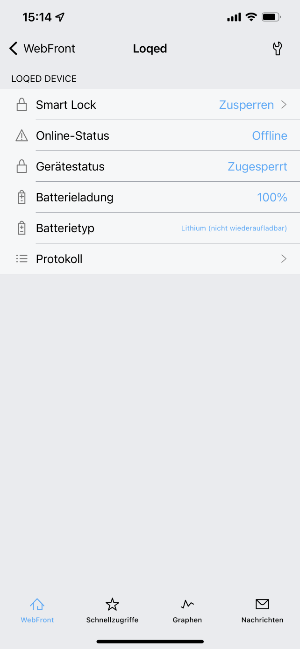 15:14
WebFront
Loqed
LOQED DEVICE
Smart Lock Zusperren
Online-Status Offline
Gerätestatus Zugesperrt
Batterieladung 100%
Batterietyp Lithium (nicht wiederaufladbar)
Protokoll
WebFront Schnellzugriffe Graphen Nachrichten